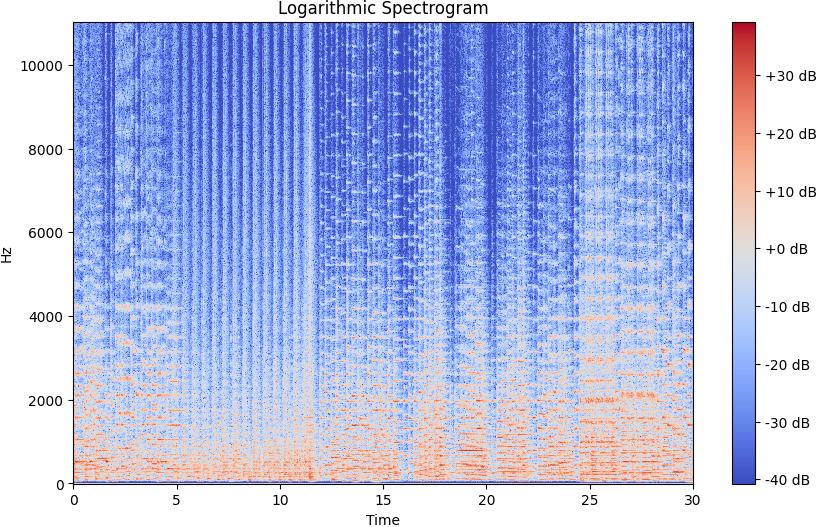 Logarithmic Spectrogram
Hz
10000
8000
6000
4000
2000
0
0 5 10 15 20 25 30
Time
+30 dB
+20 dB
+10 dB
+0 dB
-10 dB
-20 dB
-30 dB
-40 dB